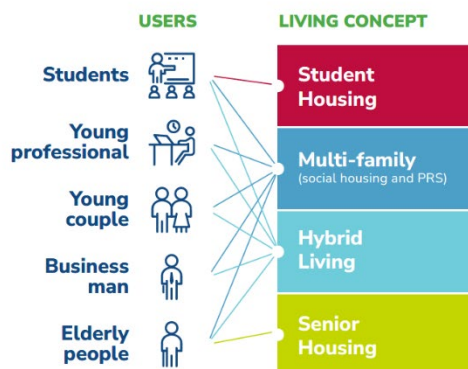 USERS
LIVING CONCEPT
Students
Student
Housing
Young
professional
Multi-family
(social housing and PRS)
Young
couple
Hybrid
Living
Business
man
Elderly
people
Senior
Housing